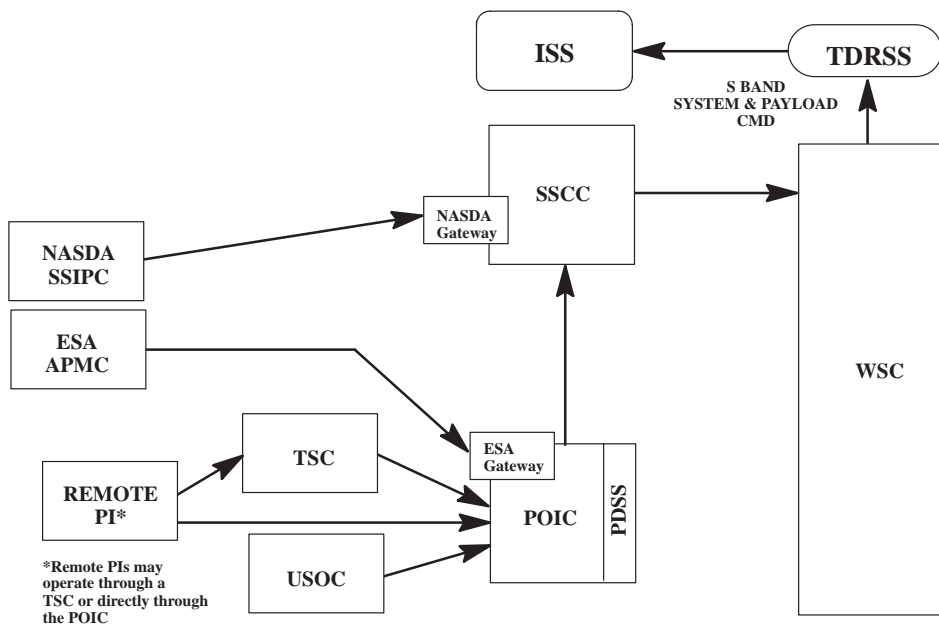 ISS
TDRSS
S BAND
SYSTEM & PAYLOAD
CMD
SSCC
NASDA
Gateway
NASDA
SSIPC
ESA
APMC
WSC
ESA
Gateway
TSC
REMOTE
PI*
POIC
PDSS
USOC
*Remote PIs may
operate through a
TSC or directly through
the POIC